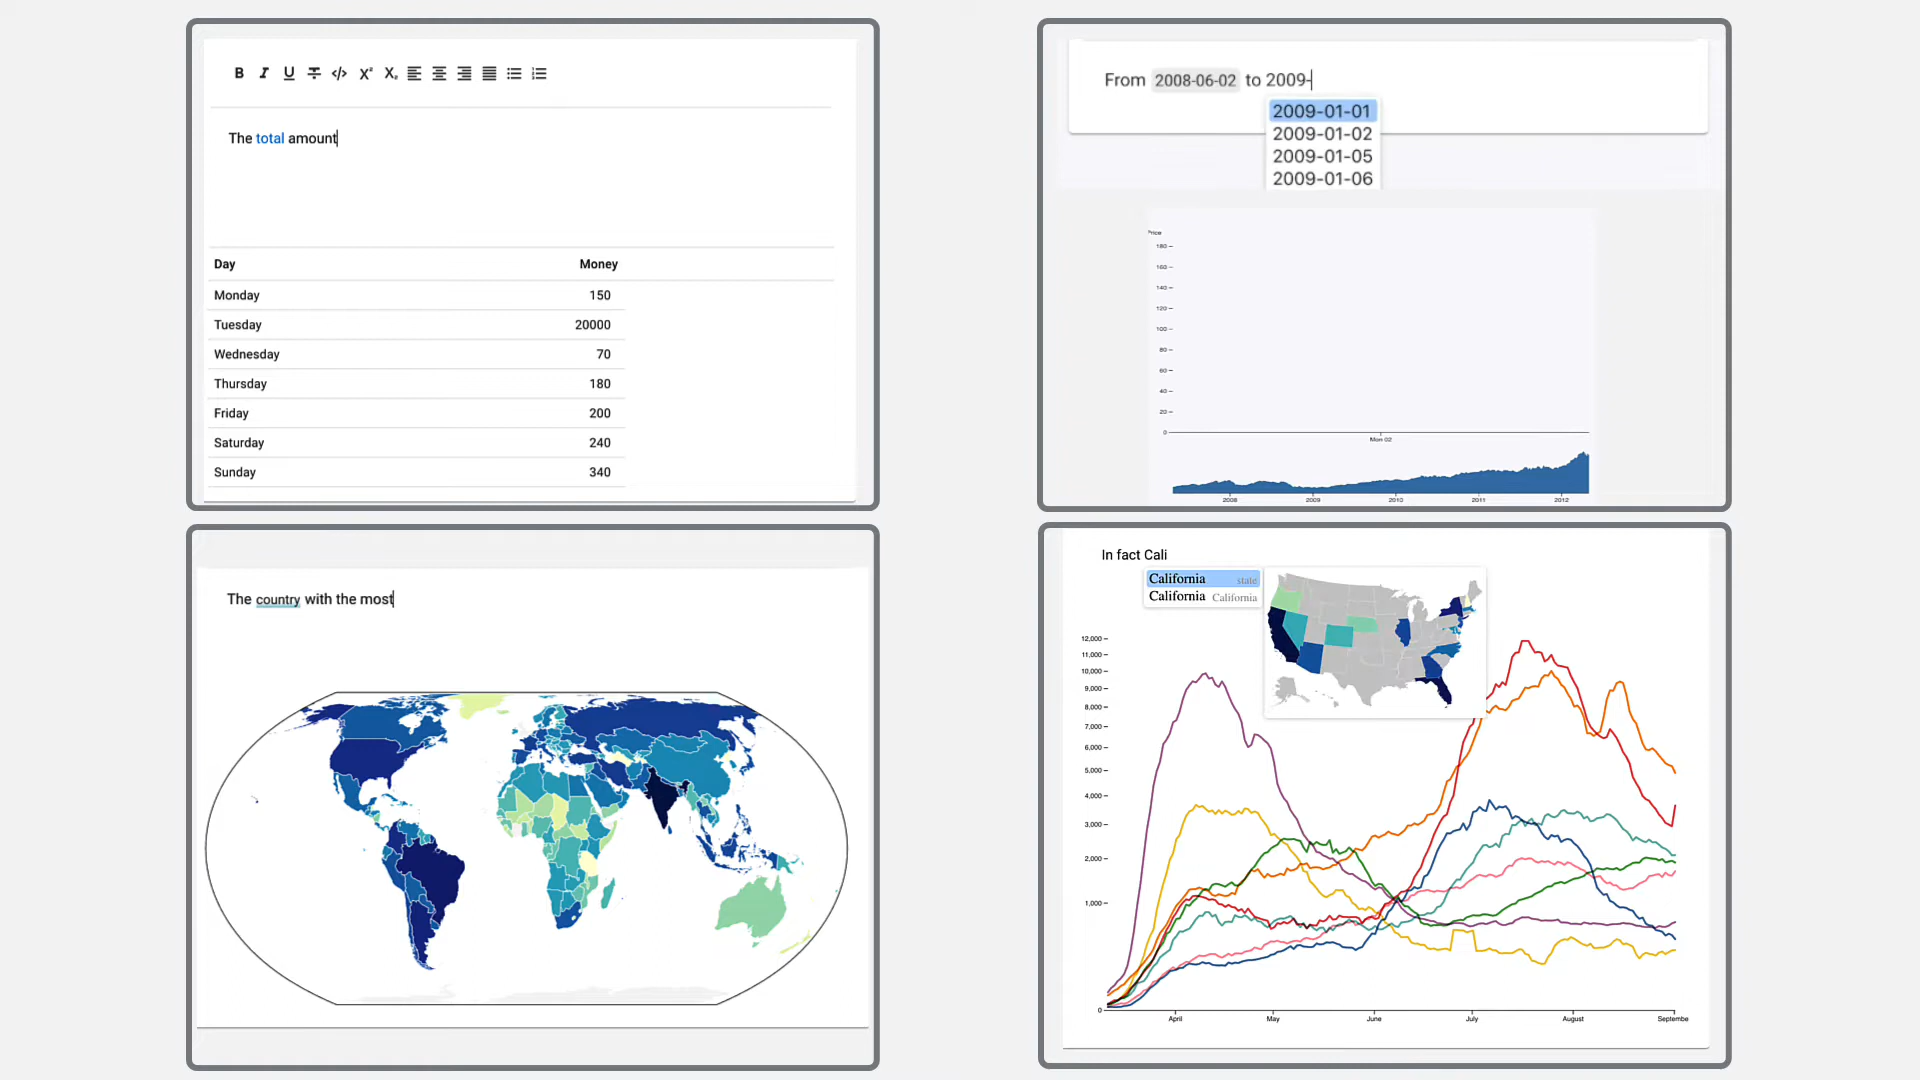 B I U T </> X² X₂
The total amount
Day Money
Monday 150
Tuesday 20000
Wednesday 70
Thursday 180
Friday 200
Saturday 240
Sunday 340
From 2008-06-02 to 2009-
2009-01-01
2009-01-02
2009-01-05
2009-01-06
Price
180
160
140
120
100
80
60
40
20
0
Mon 02
2008 2009 2010 2011 2012
The country with the most
In fact Cali
California state
California California
12,000
11,000
10,000
9,000
8,000
7,000
6,000
5,000
4,000
3,000
2,000
1,000
0
April May June July August Septembe